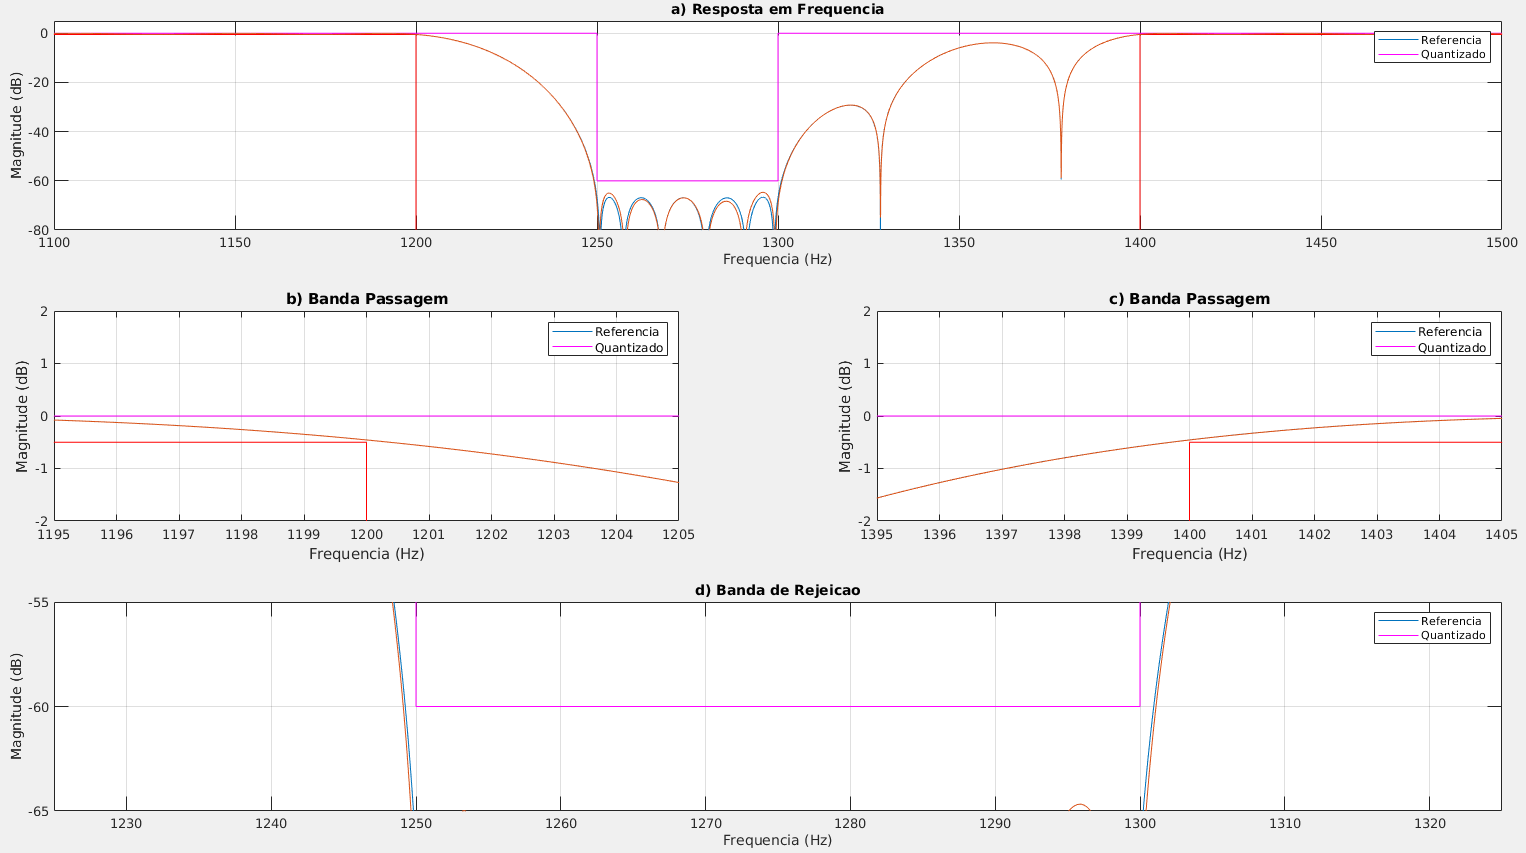 a) Resposta em Frequencia
Magnitude (dB)
0
-20
-40
-60
-80
Referencia
Quantizado
1100 1150 1200 1250 1300 1350 1400 1450 1500
Frequencia (Hz)
b) Banda Passagem
Magnitude (dB)
2
1
0
-1
-2
Referencia
Quantizado
1195 1196 1197 1198 1199 1200 1201 1202 1203 1204 1205
Frequencia (Hz)
c) Banda Passagem
Magnitude (dB)
2
1
0
-1
-2
Referencia
Quantizado
1395 1396 1397 1398 1399 1400 1401 1402 1403 1404 1405
Frequencia (Hz)
d) Banda de Rejeicao
Magnitude (dB)
-55
-60
-65
Referencia
Quantizado
1230 1240 1250 1260 1270 1280 1290 1300 1310 1320
Frequencia (Hz)